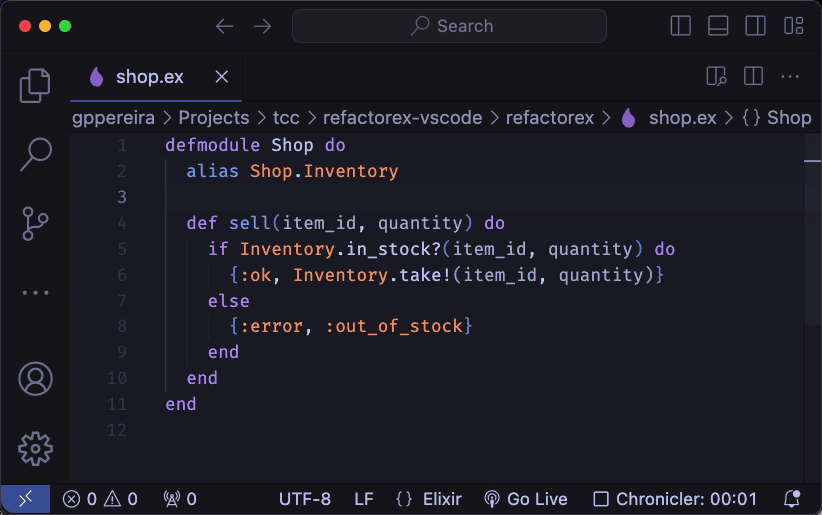 Search
shop.ex
gppereira > Projects > tcc > refactorex-vscode > refactorex > shop.ex > {} Shop
1 defmodule Shop do
2 alias Shop.Inventory
3
4 def sell(item_id, quantity) do
5 if Inventory.in_stock?(item_id, quantity) do
6 {:ok, Inventory.take!(item_id, quantity)}
7 else
8 {:error, :out_of_stock}
9 end
10 end
11 end
12
0 0 0 UTF-8 LF {} Elixir Go Live Chronicler: 00:01